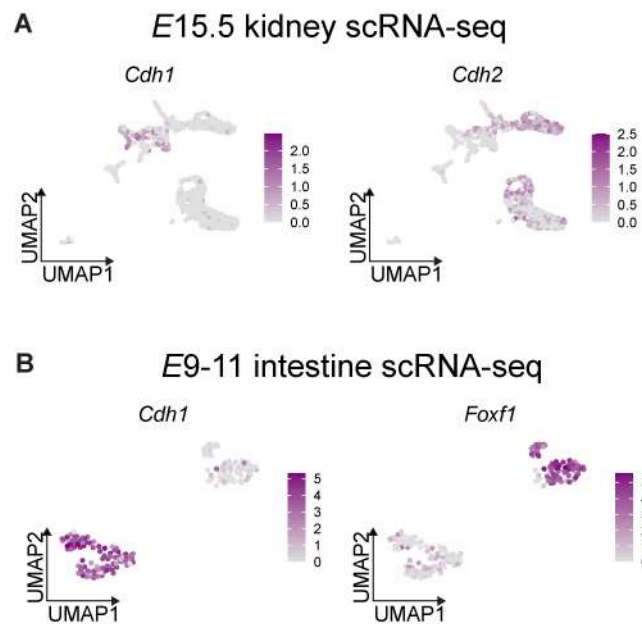 A
E15.5 kidney scRNA-seq
Cdh1
Cdh2
2.0
1.5
1.0
0.5
0.0
2.5
2.0
1.5
1.0
0.5
0.0
UMAP2
UMAP1
UMAP2
UMAP1
B
E9-11 intestine scRNA-seq
Cdh1
Foxf1
5
4
3
2
1
0
UMAP2
UMAP1
UMAP2
UMAP1